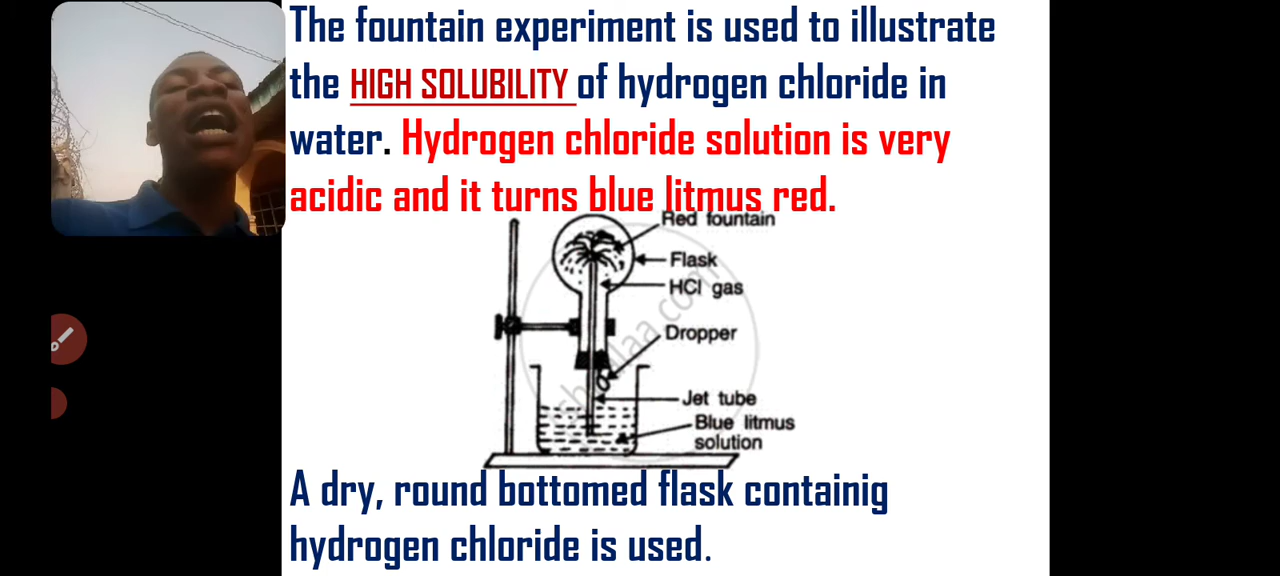 The fountain experiment is used to illustrate
the HIGH SOLUBILITY of hydrogen chloride in
water. Hydrogen chloride solution is very
acidic and it turns blue litmus red.
Red fountain
Flask
HCl gas
Dropper
Jet tube
Blue litmus
solution
A dry, round bottomed flask containig
hydrogen chloride is used.